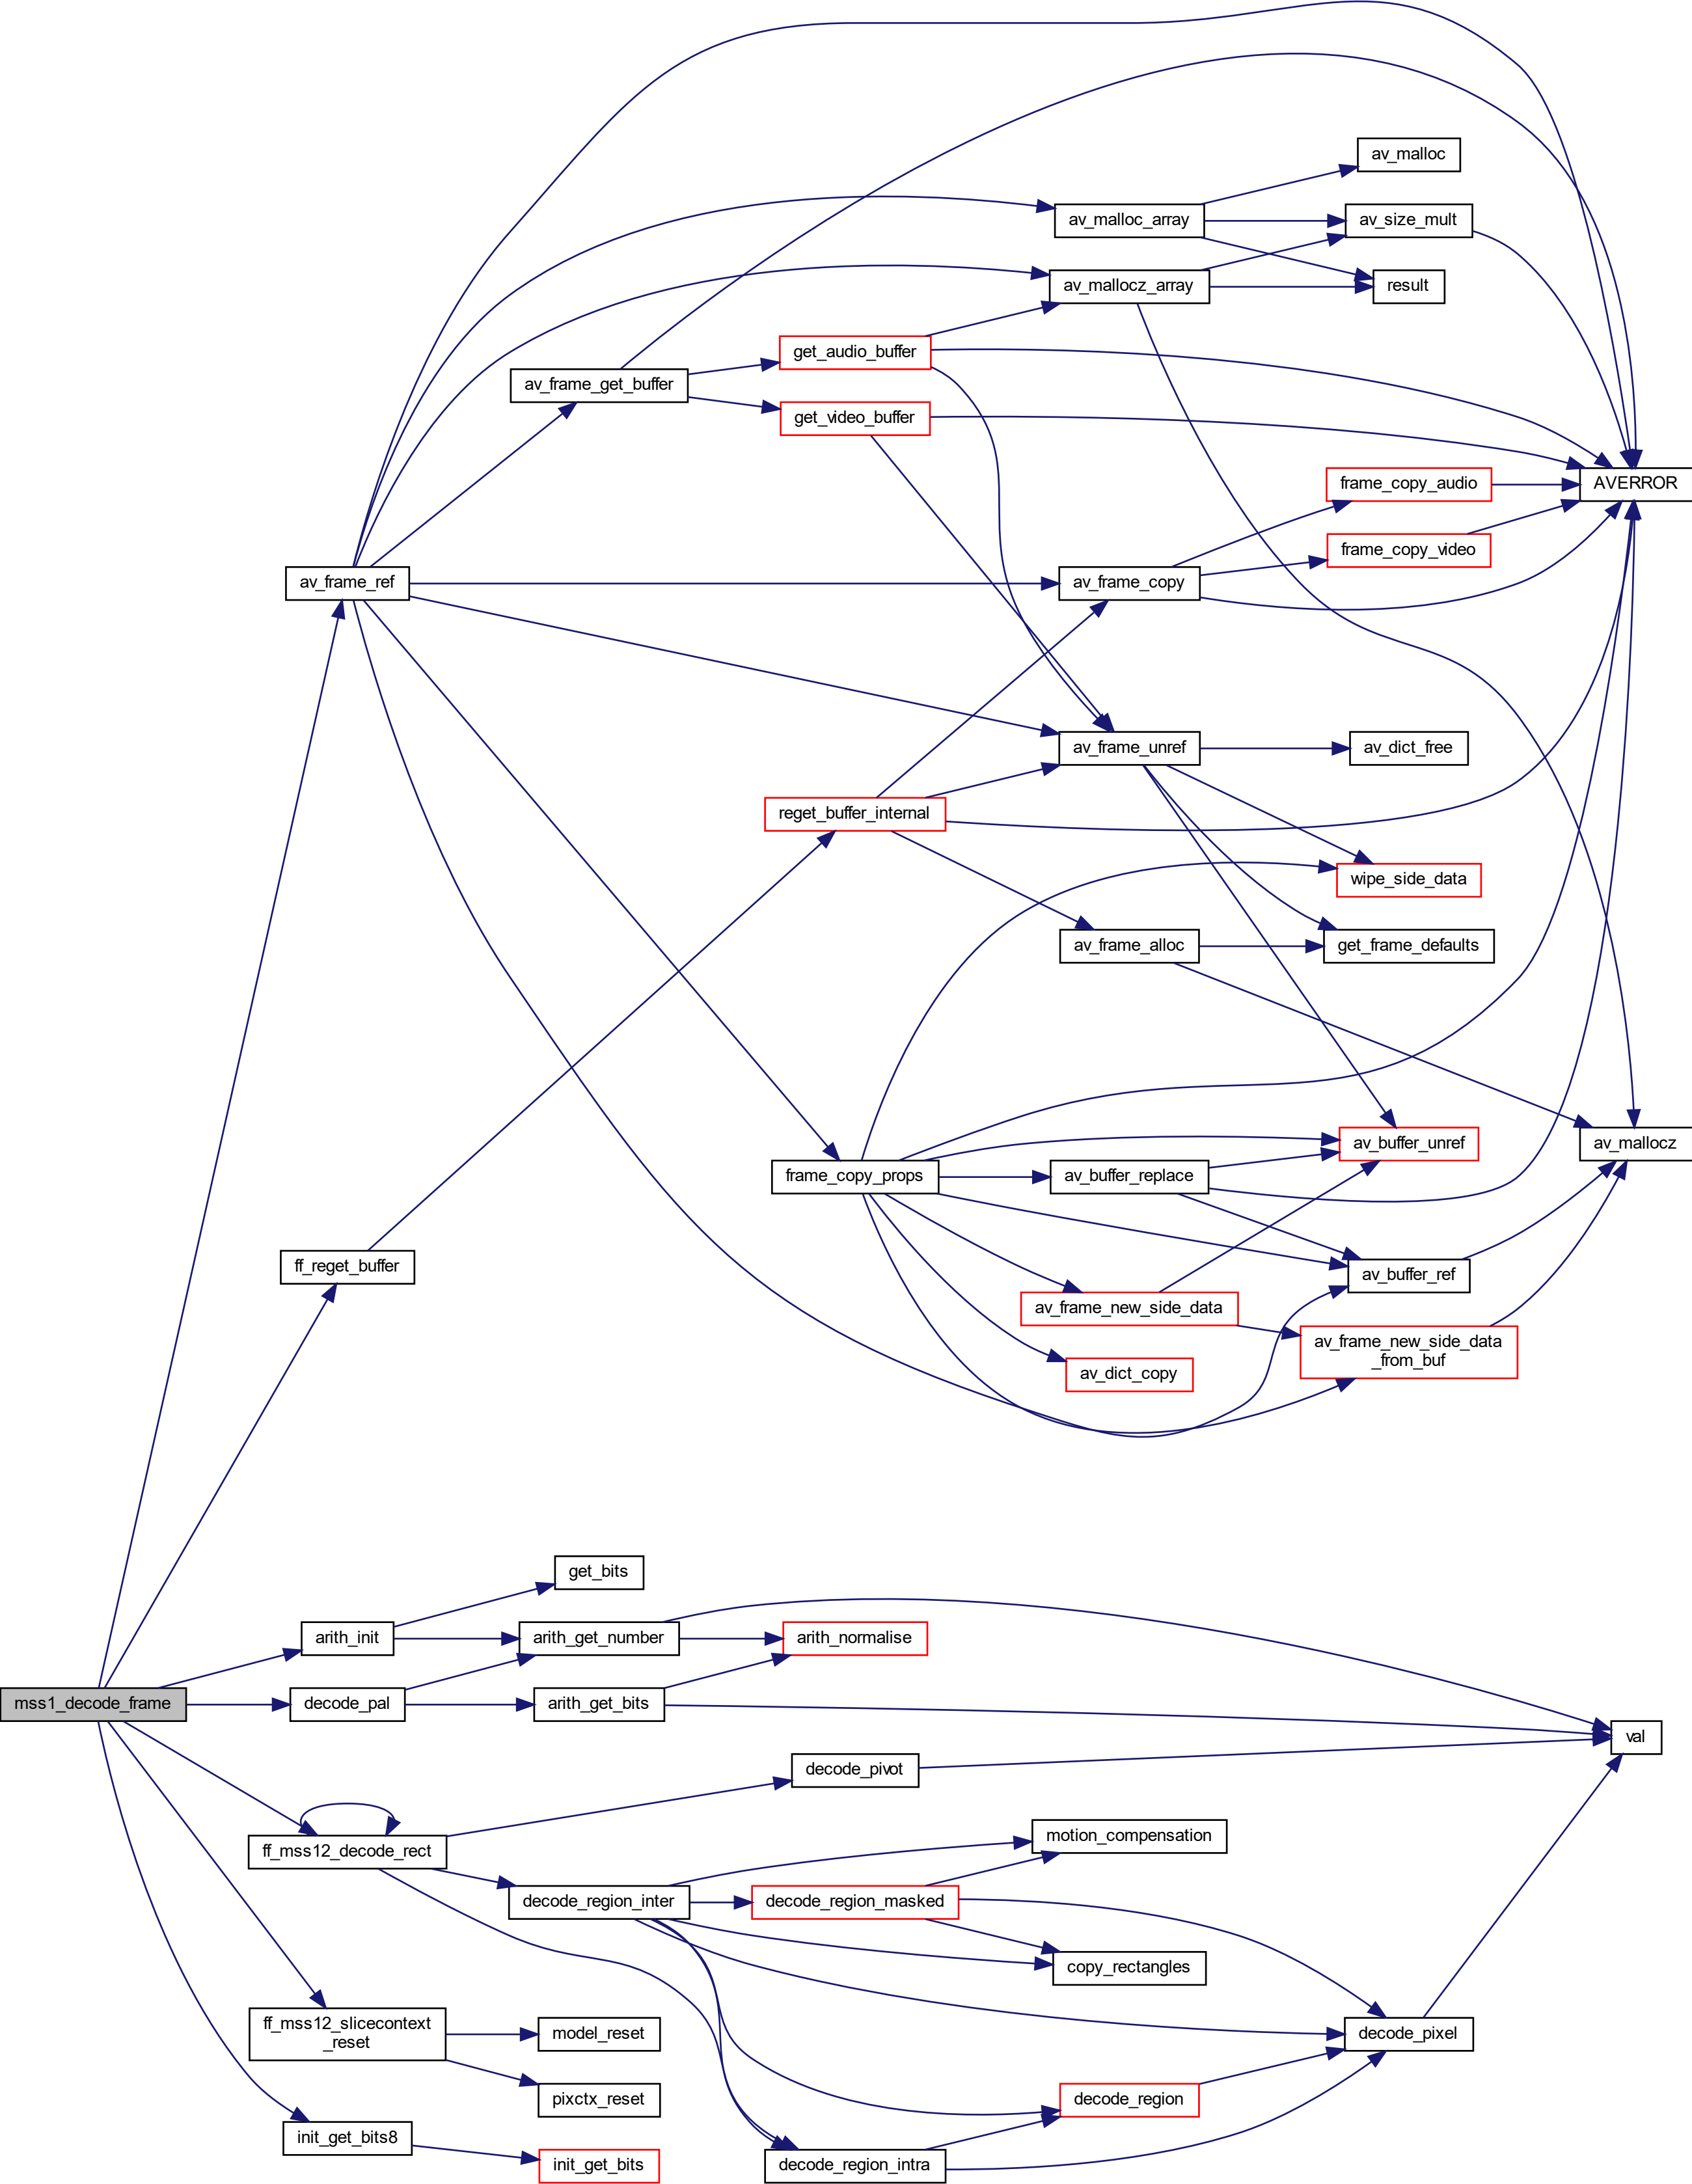 av_malloc
av_malloc_array
av_size_mult
av_mallocz_array
result
get_audio_buffer
av_frame_get_buffer
get_video_buffer
frame_copy_audio
AVERROR
frame_copy_video
av_frame_ref
av_frame_copy
av_frame_unref
av_dict_free
reget_buffer_internal
wipe_side_data
av_frame_alloc
get_frame_defaults
av_buffer_unref
av_mallocz
frame_copy_props
av_buffer_replace
ff_reget_buffer
av_buffer_ref
av_frame_new_side_data
av_frame_new_side_data
_from_buf
av_dict_copy
get_bits
arith_init
arith_get_number
arith_normalise
mss1_decode_frame
decode_pal
arith_get_bits
val
decode_pivot
motion_compensation
ff_mss12_decode_rect
decode_region_inter
decode_region_masked
copy_rectangles
ff_mss12_slicecontext
_reset
model_reset
decode_pixel
pixctx_reset
decode_region
init_get_bits8
init_get_bits
decode_region_intra